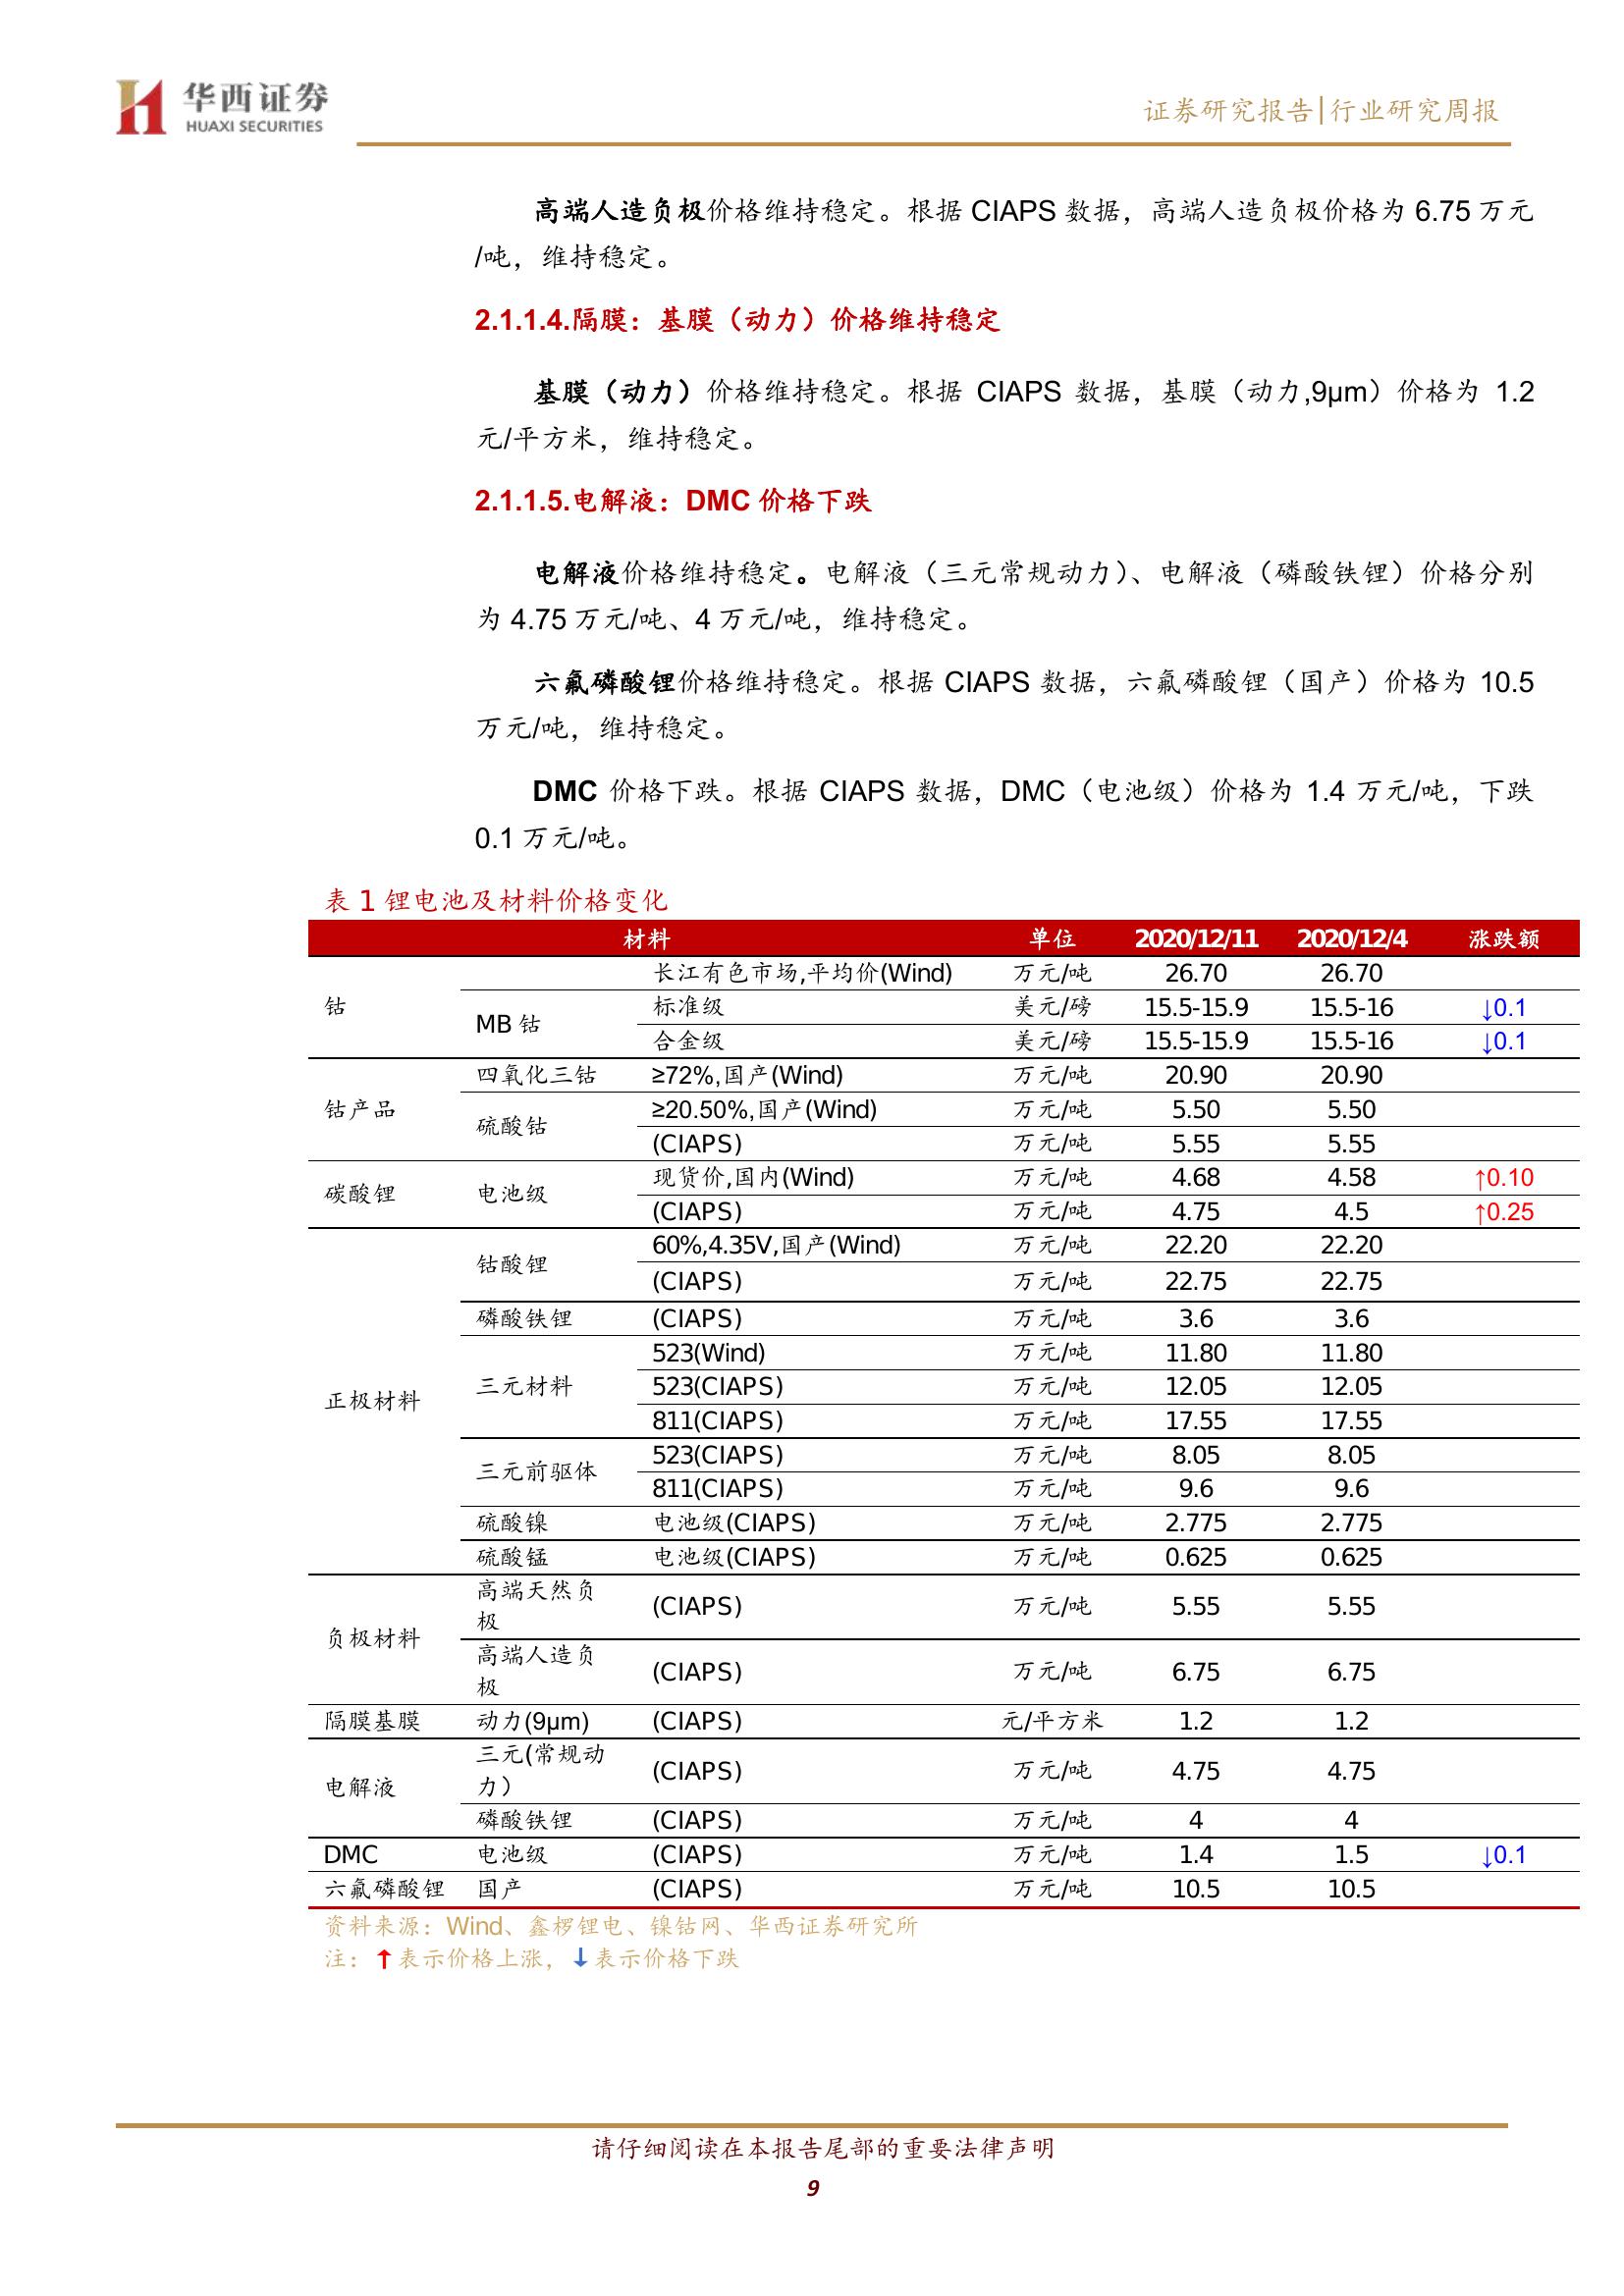 华西证券
HUAXI SECURITIES
证券研究报告|行业研究周报
高端人造负极价格维持稳定。根据 CIAPS 数据，高端人造负极价格为 6.75 万元
/吨，维持稳定。
2.1.1.4.隔膜：基膜（动力）价格维持稳定
基膜（动力）价格维持稳定。根据 CIAPS 数据，基膜（动力,9μm）价格为 1.2
元/平方米，维持稳定。
2.1.1.5.电解液：DMC 价格下跌
电解液价格维持稳定。电解液（三元常规动力）、电解液（磷酸铁锂）价格分别
为 4.75 万元/吨、4 万元/吨，维持稳定。
六氟磷酸锂价格维持稳定。根据 CIAPS 数据，六氟磷酸锂（国产）价格为 10.5
万元/吨，维持稳定。
DMC 价格下跌。根据 CIAPS 数据，DMC（电池级）价格为 1.4 万元/吨，下跌
0.1 万元/吨。
表 1 锂电池及材料价格变化
材料 单位 2020/12/11 2020/12/4 涨跌额
钴 长江有色市场,平均价(Wind) 万元/吨 26.70 26.70
MB 钴 标准级 美元/磅 15.5-15.9 15.5-16 ↓0.1
合金级 美元/磅 15.5-15.9 15.5-16 ↓0.1
钴产品 四氧化三钴 ≥72%,国产(Wind) 万元/吨 20.90 20.90
硫酸钴 ≥20.50%,国产(Wind) 万元/吨 5.50 5.50
(CIAPS) 万元/吨 5.55 5.55
碳酸锂 电池级 现货价,国内(Wind) 万元/吨 4.68 4.58 ↑0.10
(CIAPS) 万元/吨 4.75 4.5 ↑0.25
正极材料 钴酸锂 60%,4.35V,国产(Wind) 万元/吨 22.20 22.20
(CIAPS) 万元/吨 22.75 22.75
磷酸铁锂 (CIAPS) 万元/吨 3.6 3.6
三元材料 523(Wind) 万元/吨 11.80 11.80
523(CIAPS) 万元/吨 12.05 12.05
811(CIAPS) 万元/吨 17.55 17.55
三元前驱体 523(CIAPS) 万元/吨 8.05 8.05
811(CIAPS) 万元/吨 9.6 9.6
硫酸镍 电池级(CIAPS) 万元/吨 2.775 2.775
硫酸锰 电池级(CIAPS) 万元/吨 0.625 0.625
负极材料 高端天然负
极 (CIAPS) 万元/吨 5.55 5.55
高端人造负
极 (CIAPS) 万元/吨 6.75 6.75
隔膜基膜 动力(9μm) (CIAPS) 元/平方米 1.2 1.2
电解液 三元(常规动
力） (CIAPS) 万元/吨 4.75 4.75
磷酸铁锂 (CIAPS) 万元/吨 4 4
DMC 电池级 (CIAPS) 万元/吨 1.4 1.5 ↓0.1
六氟磷酸锂 国产 (CIAPS) 万元/吨 10.5 10.5
资料来源：Wind、鑫椤锂电、镍钴网、华西证券研究所
注：↑表示价格上涨，↓表示价格下跌
请仔细阅读在本报告尾部的重要法律声明
9